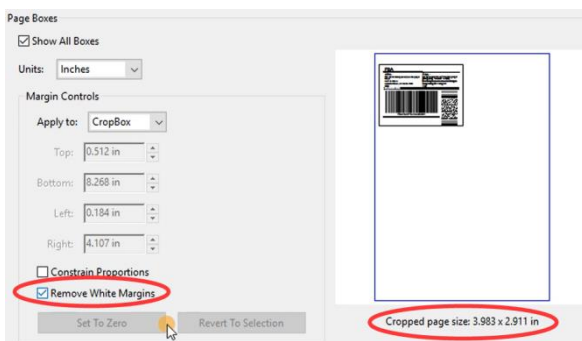 Page Boxes
Show All Boxes
Units: Inches
Margin Controls
Apply to: CropBox
Top: 0.512 in
Bottom: 8.268 in
Left: 0.184 in
Right: 4.107 in
Constrain Proportions
Remove White Margins
Set To Zero Revert To Selection
FBA
Cropped page size: 3.983 x 2.911 in